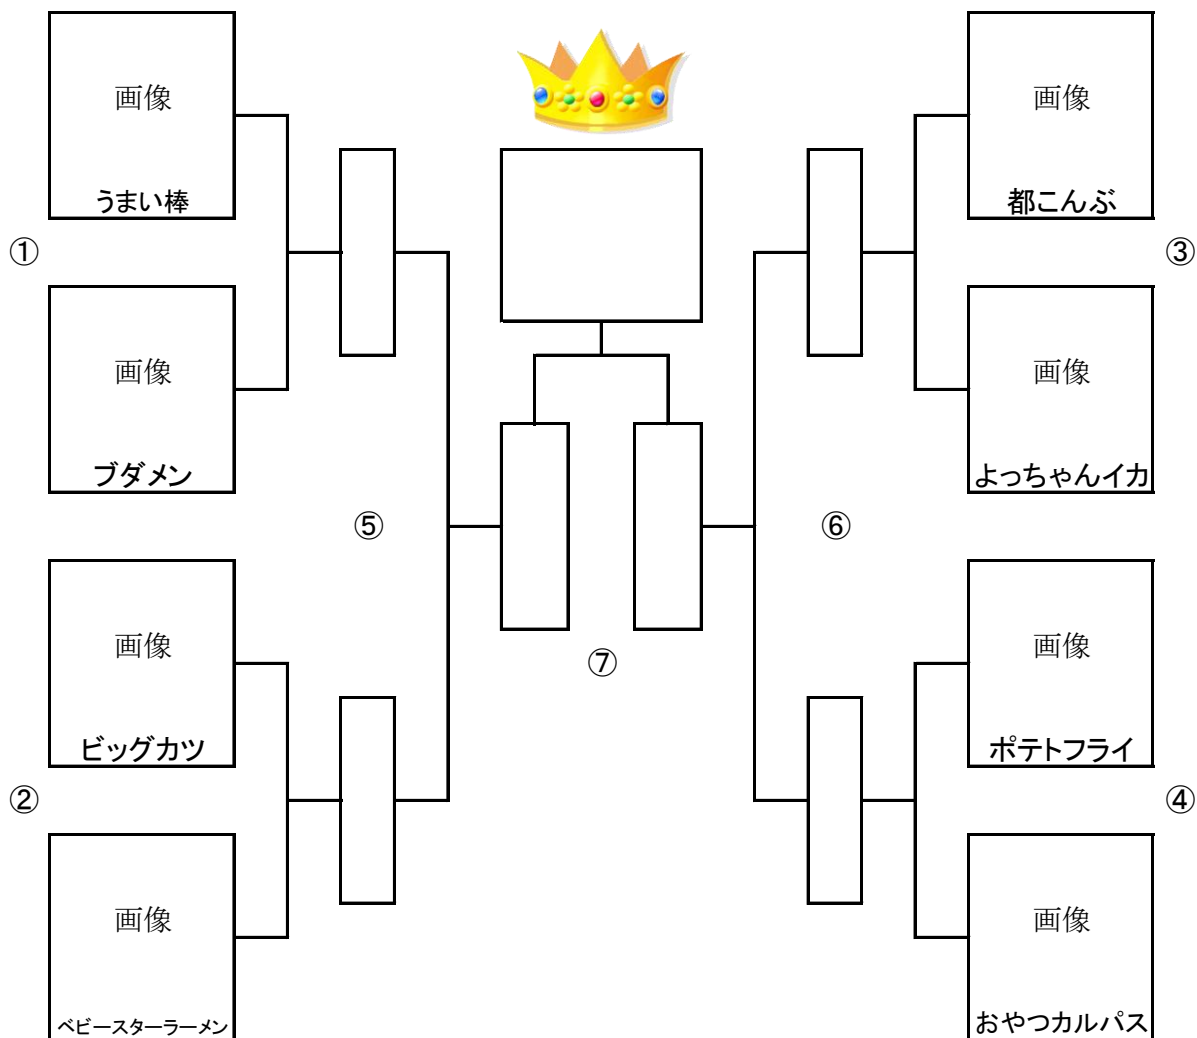 画像
うまい棒
①
画像
ブダメン
画像
ビッグカツ
②
画像
ベビースターラーメン
⑤
⑦
⑥
画像
都こんぶ
③
画像
よっちゃんイカ
画像
ポテトフライ
④
画像
おやつカルパス